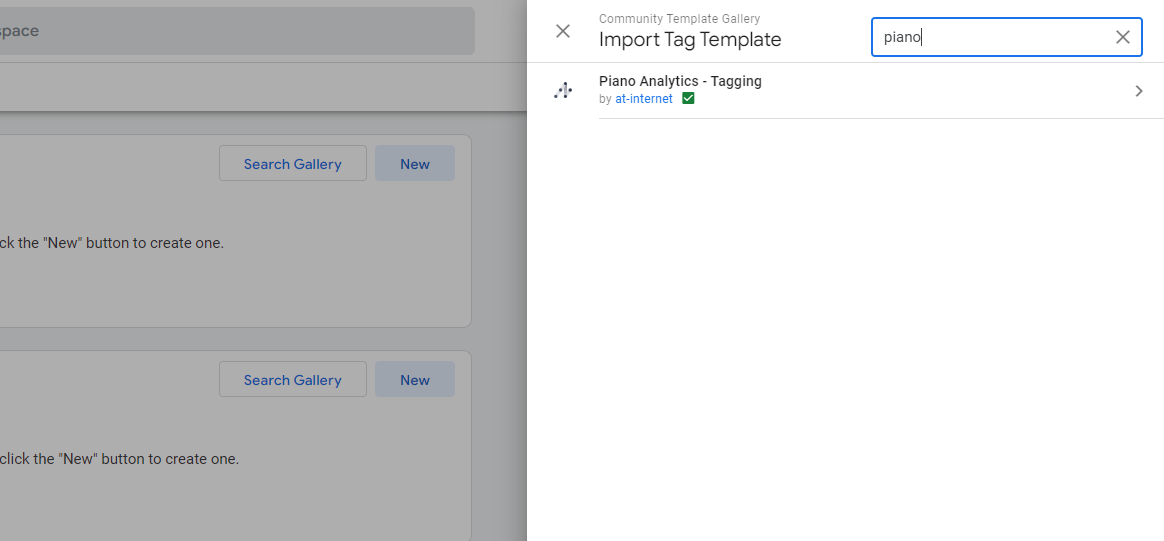 space
Search Gallery
New
ck the "New" button to create one.
Search Gallery
New
click the "New" button to create one.
Community Template Gallery
Import Tag Template
piano
Piano Analytics - Tagging
by at-internet